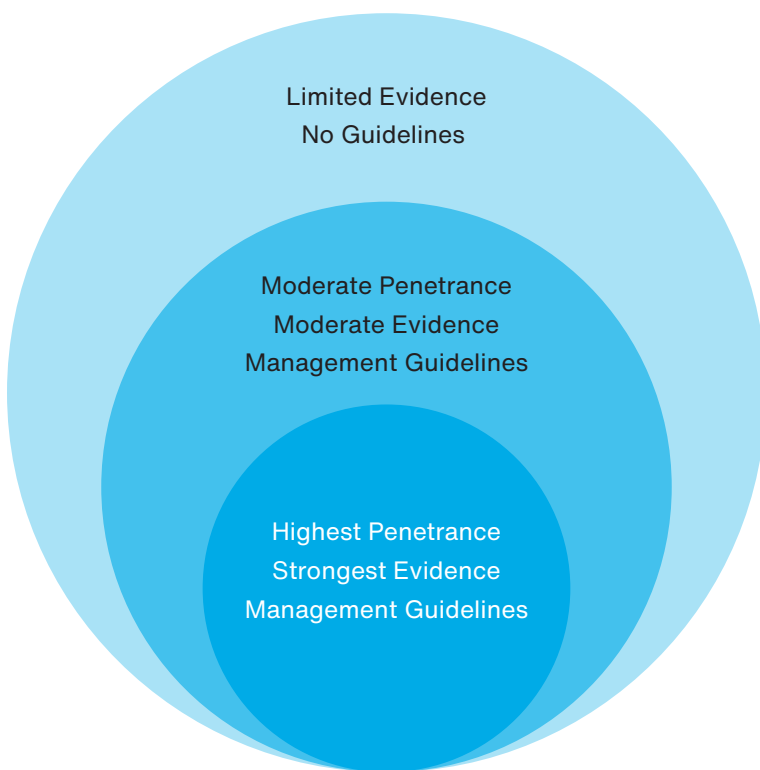 Limited Evidence
No Guidelines
Moderate Penetrance
Moderate Evidence
Management Guidelines
Highest Penetrance
Strongest Evidence
Management Guidelines